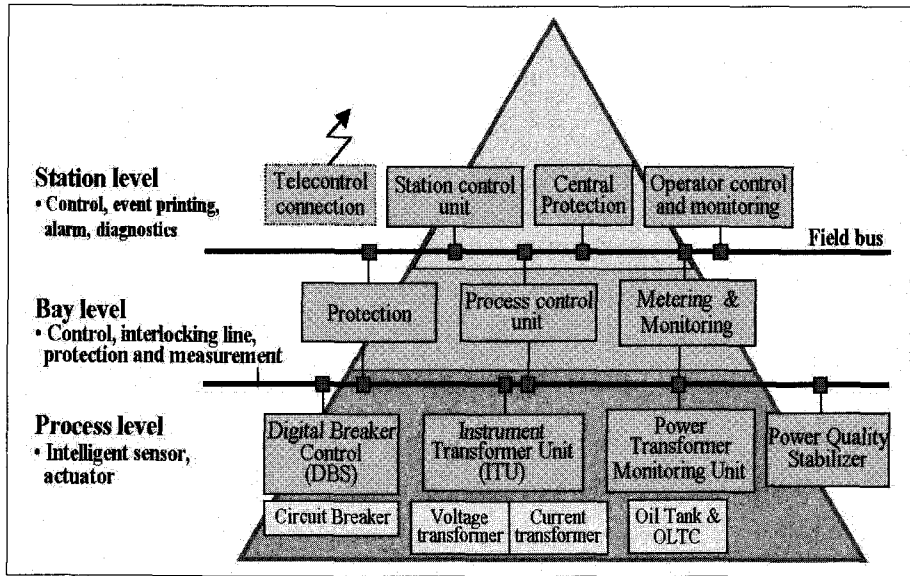 Station level
• Control, event printing,
alarm, diagnostics
Telecontrol
connection
Station control
unit
Central
Protection
Operator control
and monitoring
Field bus
Bay level
• Control, interlocking line,
protection and measurement
Protection
Process control
unit
Metering &
Monitoring
Process level
• Intelligent sensor,
actuator
Digital Breaker
Control (DBS)
Instrument
Transformer Unit
(ITU)
Power
Transformer
Monitoring Unit
Power Quality
Stabilizer
Circuit Breaker
Voltage
transformer
Current
transformer
Oil Tank &
OLTC